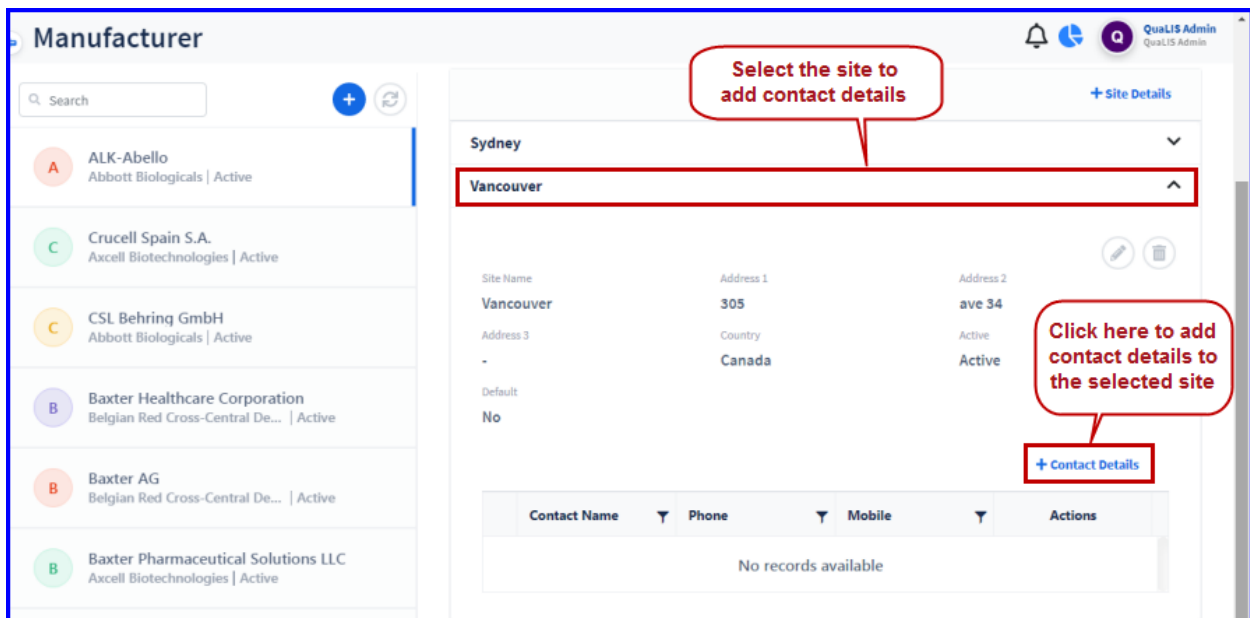 Manufacturer
Q
QuaLIS Admin
QuaLIS Admin
Search
+
A
ALK-Abello
Abbott Biologicals | Active
C
Crucell Spain S.A.
Axcell Biotechnologies | Active
C
CSL Behring GmbH
Abbott Biologicals | Active
B
Baxter Healthcare Corporation
Belgian Red Cross-Central De... | Active
B
Baxter AG
Belgian Red Cross-Central De... | Active
B
Baxter Pharmaceutical Solutions LLC
Axcell Biotechnologies | Active
Select the site to
add contact details
+ Site Details
Sydney
Vancouver
Site Name Address 1 Address 2
Vancouver 305 ave 34
Address 3 Country Active
- Canada Active
Default
No
Click here to add
contact details to
the selected site
+ Contact Details
Contact Name Phone Mobile Actions
No records available